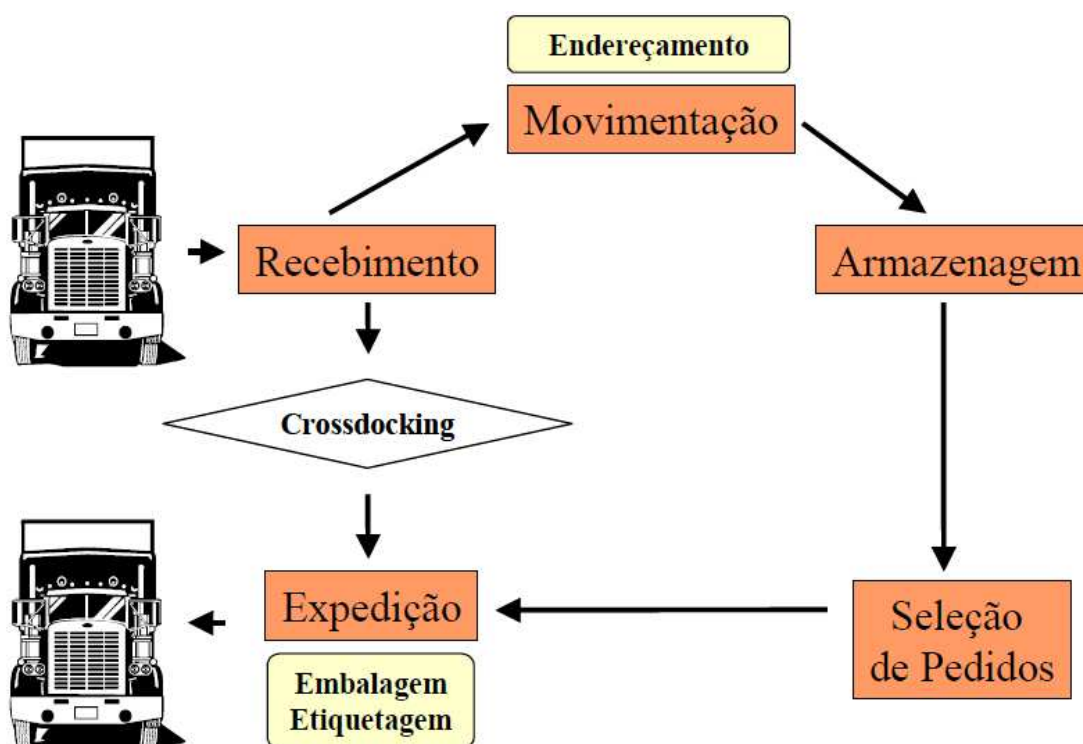 Endereçamento
Movimentação
Recebimento
Armazenagem
Crossdocking
Expedição
Seleção
de Pedidos
Embalagem
Etiquetagem